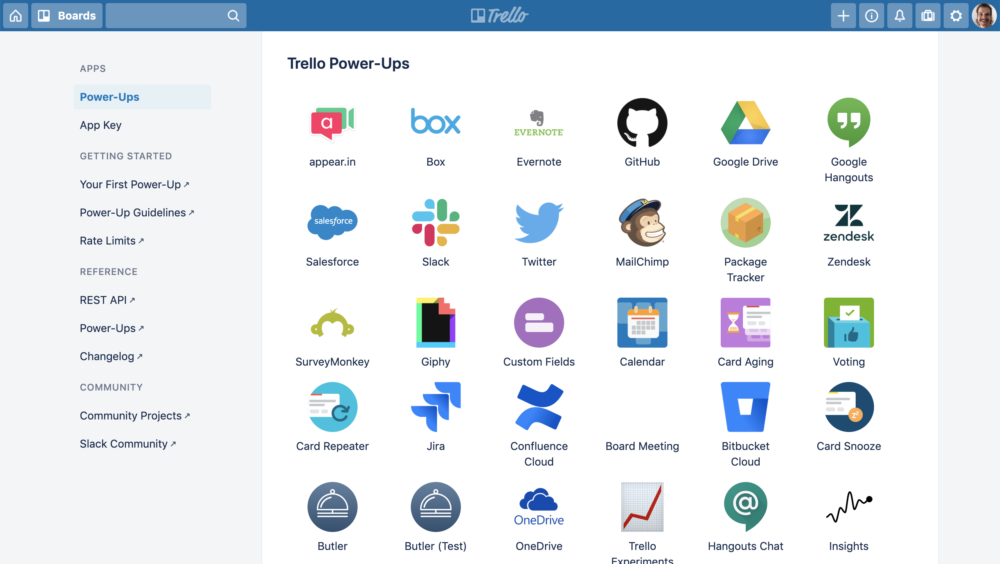 Boards
Trello
APPS
Power-Ups
App Key
GETTING STARTED
Your First Power-Up ↗
Power-Up Guidelines ↗
Rate Limits ↗
REFERENCE
REST API ↗
Power-Ups ↗
Changelog ↗
COMMUNITY
Community Projects ↗
Slack Community ↗
Trello Power-Ups
a
box
EVERNOTE
appear.in
Box
Evernote
GitHub
Google Drive
Google
Hangouts
salesforce
M
zendesk
Salesforce
Slack
Twitter
MailChimp
Package
Tracker
Zendesk
SurveyMonkey
Giphy
Custom Fields
Calendar
Card Aging
Voting
zz
Card Repeater
Jira
Confluence
Cloud
Board Meeting
Bitbucket
Cloud
Card Snooze
OneDrive
@
Butler
Butler (Test)
OneDrive
Trello
Experiments
Hangouts Chat
Insights